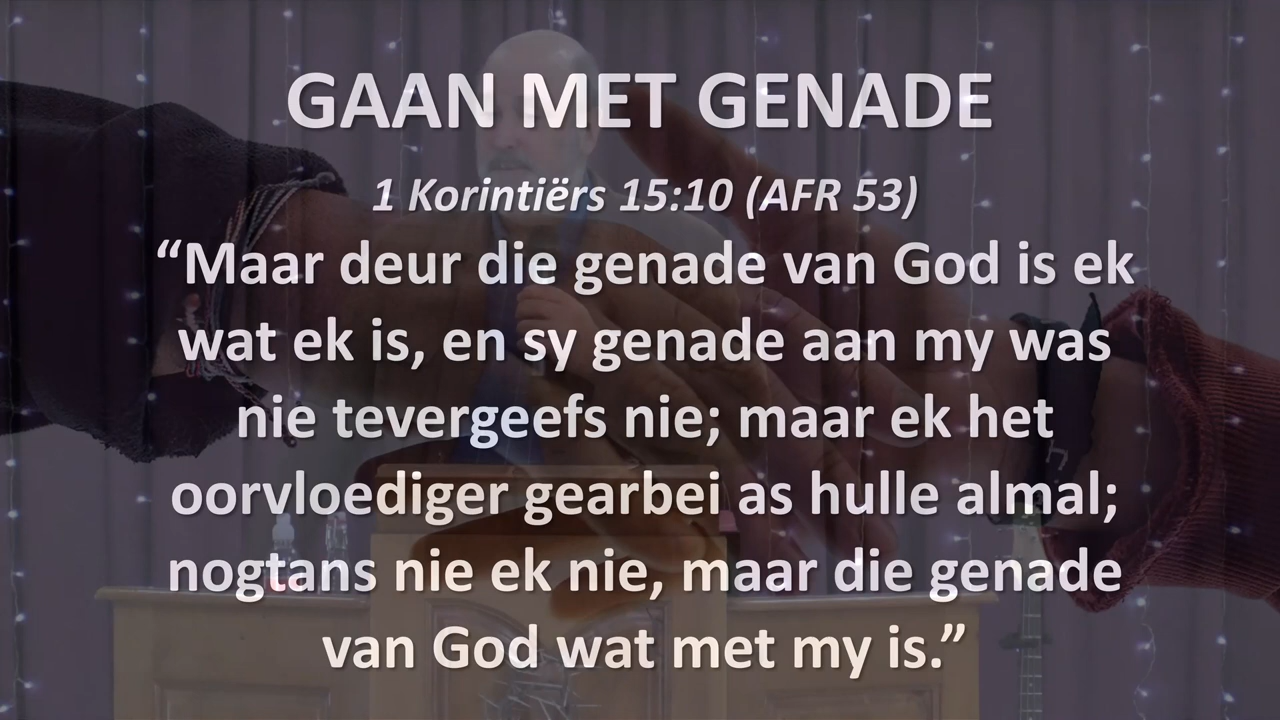 GAAN MET GENADE
1 Korintiërs 15:10 (AFR 53)
“Maar deur die genade van God is ek
wat ek is, en sy genade aan my was
nie tevergeefs nie; maar ek het
oorvloediger gearbei as hulle almal;
nogtans nie ek nie, maar die genade
van God wat met my is.”